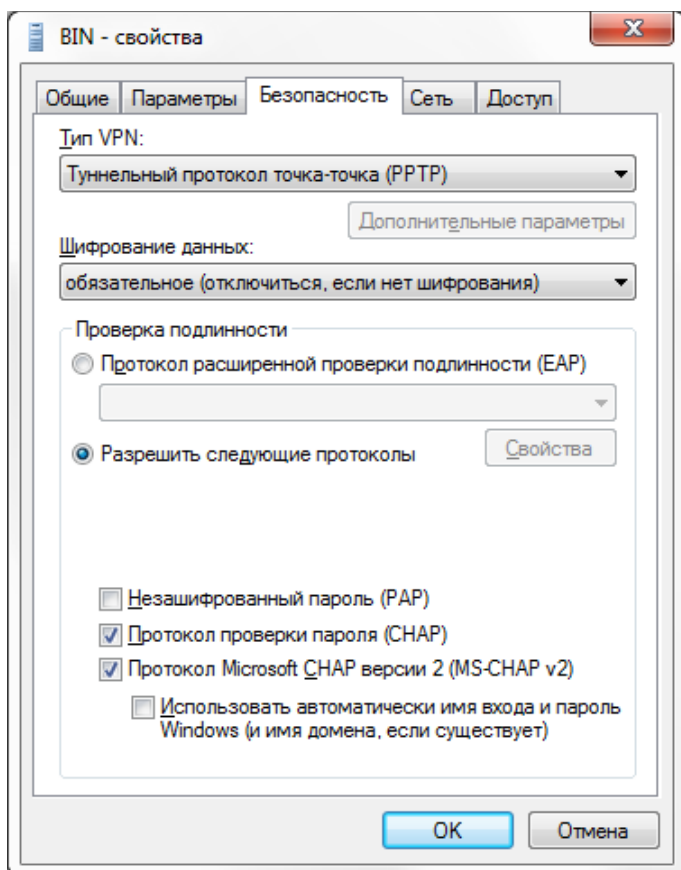 BIN - свойства
Общие Параметры Безопасность Сеть Доступ
Тип VPN:
Туннельный протокол точка-точка (PPTP)
Дополнительные параметры
Шифрование данных:
обязательное (отключиться, если нет шифрования)
Проверка подлинности
Протокол расширенной проверки подлинности (EAP)
Разрешить следующие протоколы
Свойства
Незашифрованный пароль (PAP)
Протокол проверки пароля (CHAP)
Протокол Microsoft CHAP версии 2 (MS-CHAP v2)
Использовать автоматически имя входа и пароль
Windows (и имя домена, если существует)
OK Отмена